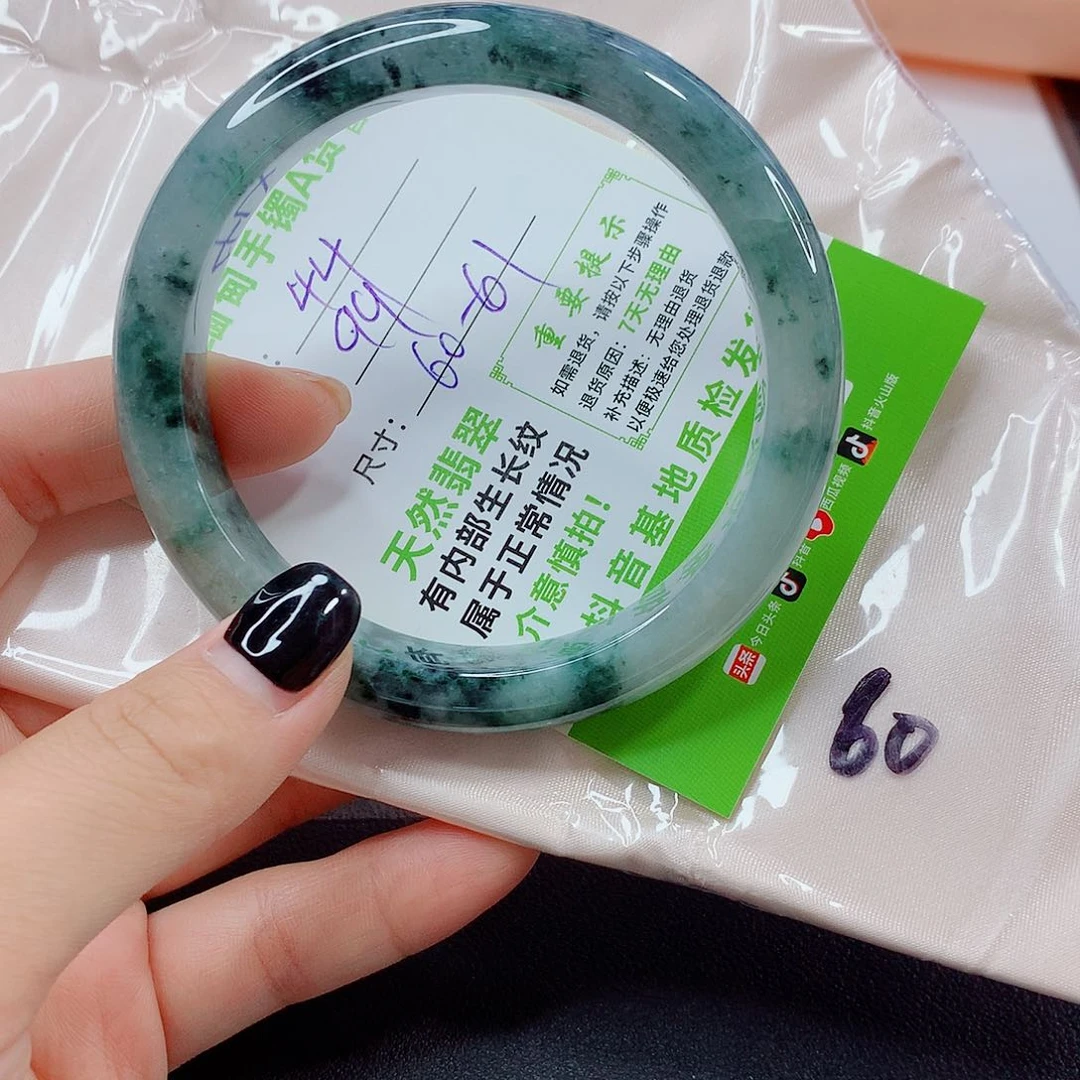 甸手镯A货
44
99
尺寸: 60-61
天然翡翠
有内部生长纹
属于正常情况
介意慎拍!
重要提示
如需退货,请按以下步骤操作
退货原因: 7天无理由
补充描述: 无理由退货
以便极速给您处理退货退款
抖音基地质检发
头条 今日头条
抖音
西瓜视频
抖音火山版
60